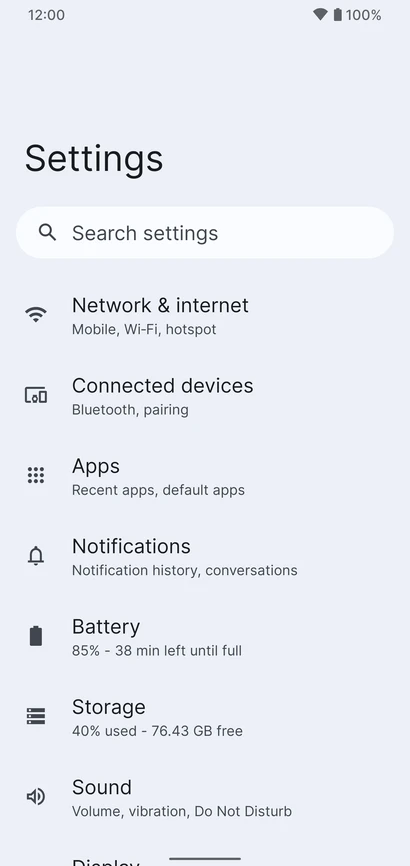 12:00
100%
Settings
Search settings
Network & internet
Mobile, Wi-Fi, hotspot
Connected devices
Bluetooth, pairing
Apps
Recent apps, default apps
Notifications
Notification history, conversations
Battery
85% - 38 min left until full
Storage
40% used - 76.43 GB free
Sound
Volume, vibration, Do Not Disturb
Display